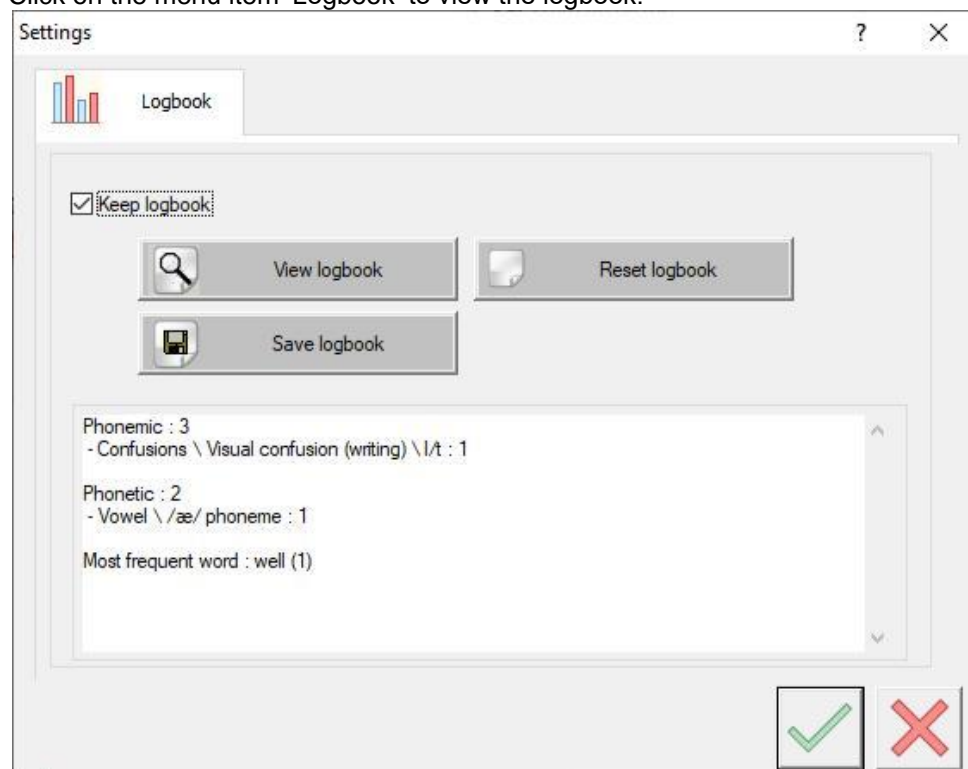 Click on the menu item 'Logbook' to view the logbook.
Settings
Logbook
Keep logbook
View logbook
Reset logbook
Save logbook
Phonemic : 3
- Confusions \ Visual confusion (writing) \ l/t : 1
Phonetic : 2
- Vowel \ /æ/ phoneme : 1
Most frequent word : well (1)